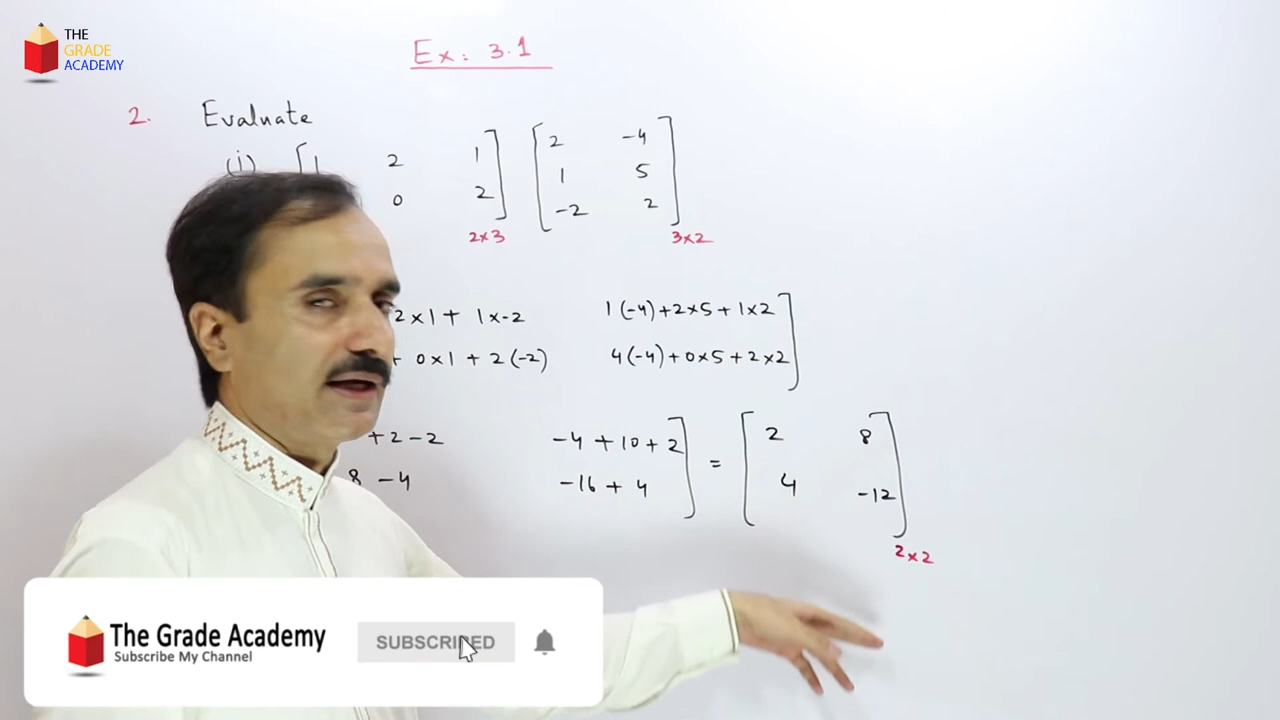 THE
GRADE
ACADEMY
Ex: 3.1
2. Evaluate
(i) [ 1 2 1 ] [ 2 -4 ]
0 2 1 5
-2 2
2x3 3x2
2x1 + 1x-2 1(-4)+2x5+1x2
+ 0x1 + 2(-2) 4(-4)+0x5+2x2
+2-2 -4+10+2 = [ 2 8 ]
8 -4 -16 + 4 4 -12
2x2
The Grade Academy
Subscribe My Channel
SUBSCRIBED